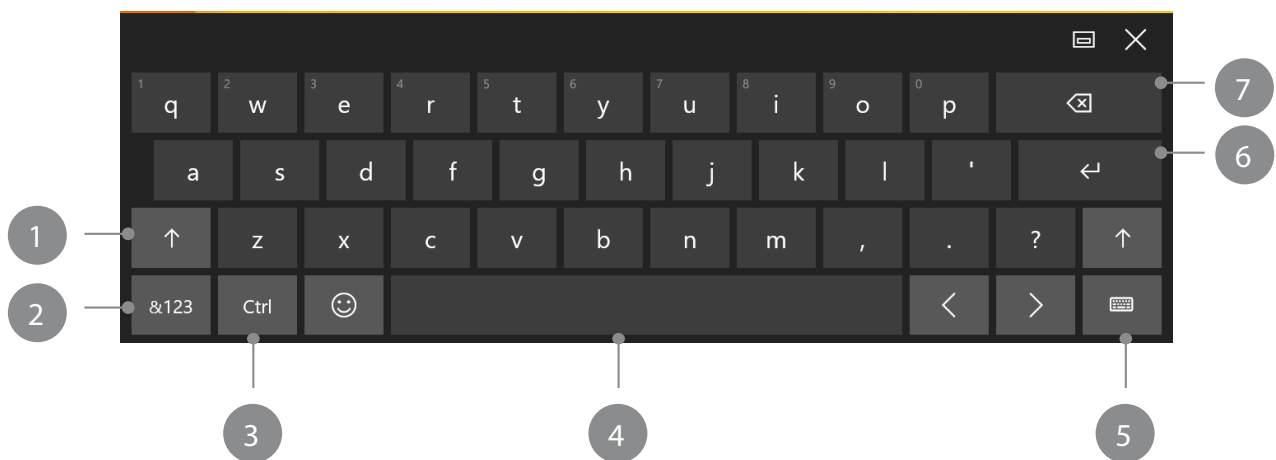 1 2 3 4 5 6 7 8 9 0
q w e r t y u i o p
7
a s d f g h j k l '
6
1
z x c v b n m , . ?
2
&123 Ctrl
3 4 5